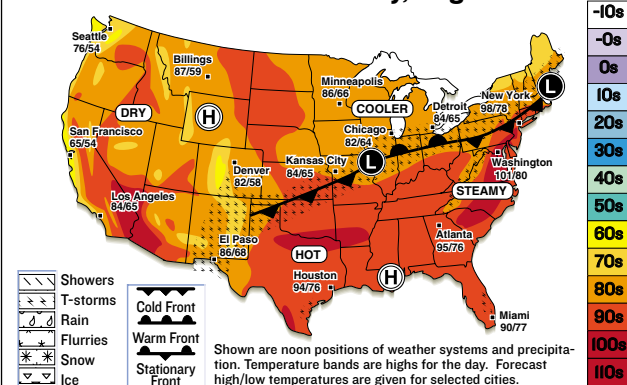 Seattle
76/54
Billings
87/59
Minneapolis
86/66
COOLER
Detroit
84/65
New York
98/78
L
DRY
H
San Francisco
65/54
Chicago
82/64
L
Denver
82/58
Kansas City
84/65
Washington
101/80
STEAMY
Los Angeles
84/65
El Paso
86/68
HOT
Atlanta
95/76
Houston
94/76
H
Miami
90/77
Showers
T-storms
Rain
Flurries
Snow
Ice
Cold Front
Warm Front
Stationary
Front
Shown are noon positions of weather systems and precipita-
tion. Temperature bands are highs for the day. Forecast
high/low temperatures are given for selected cities.
-10s
-0s
0s
10s
20s
30s
40s
50s
60s
70s
80s
90s
100s
110s